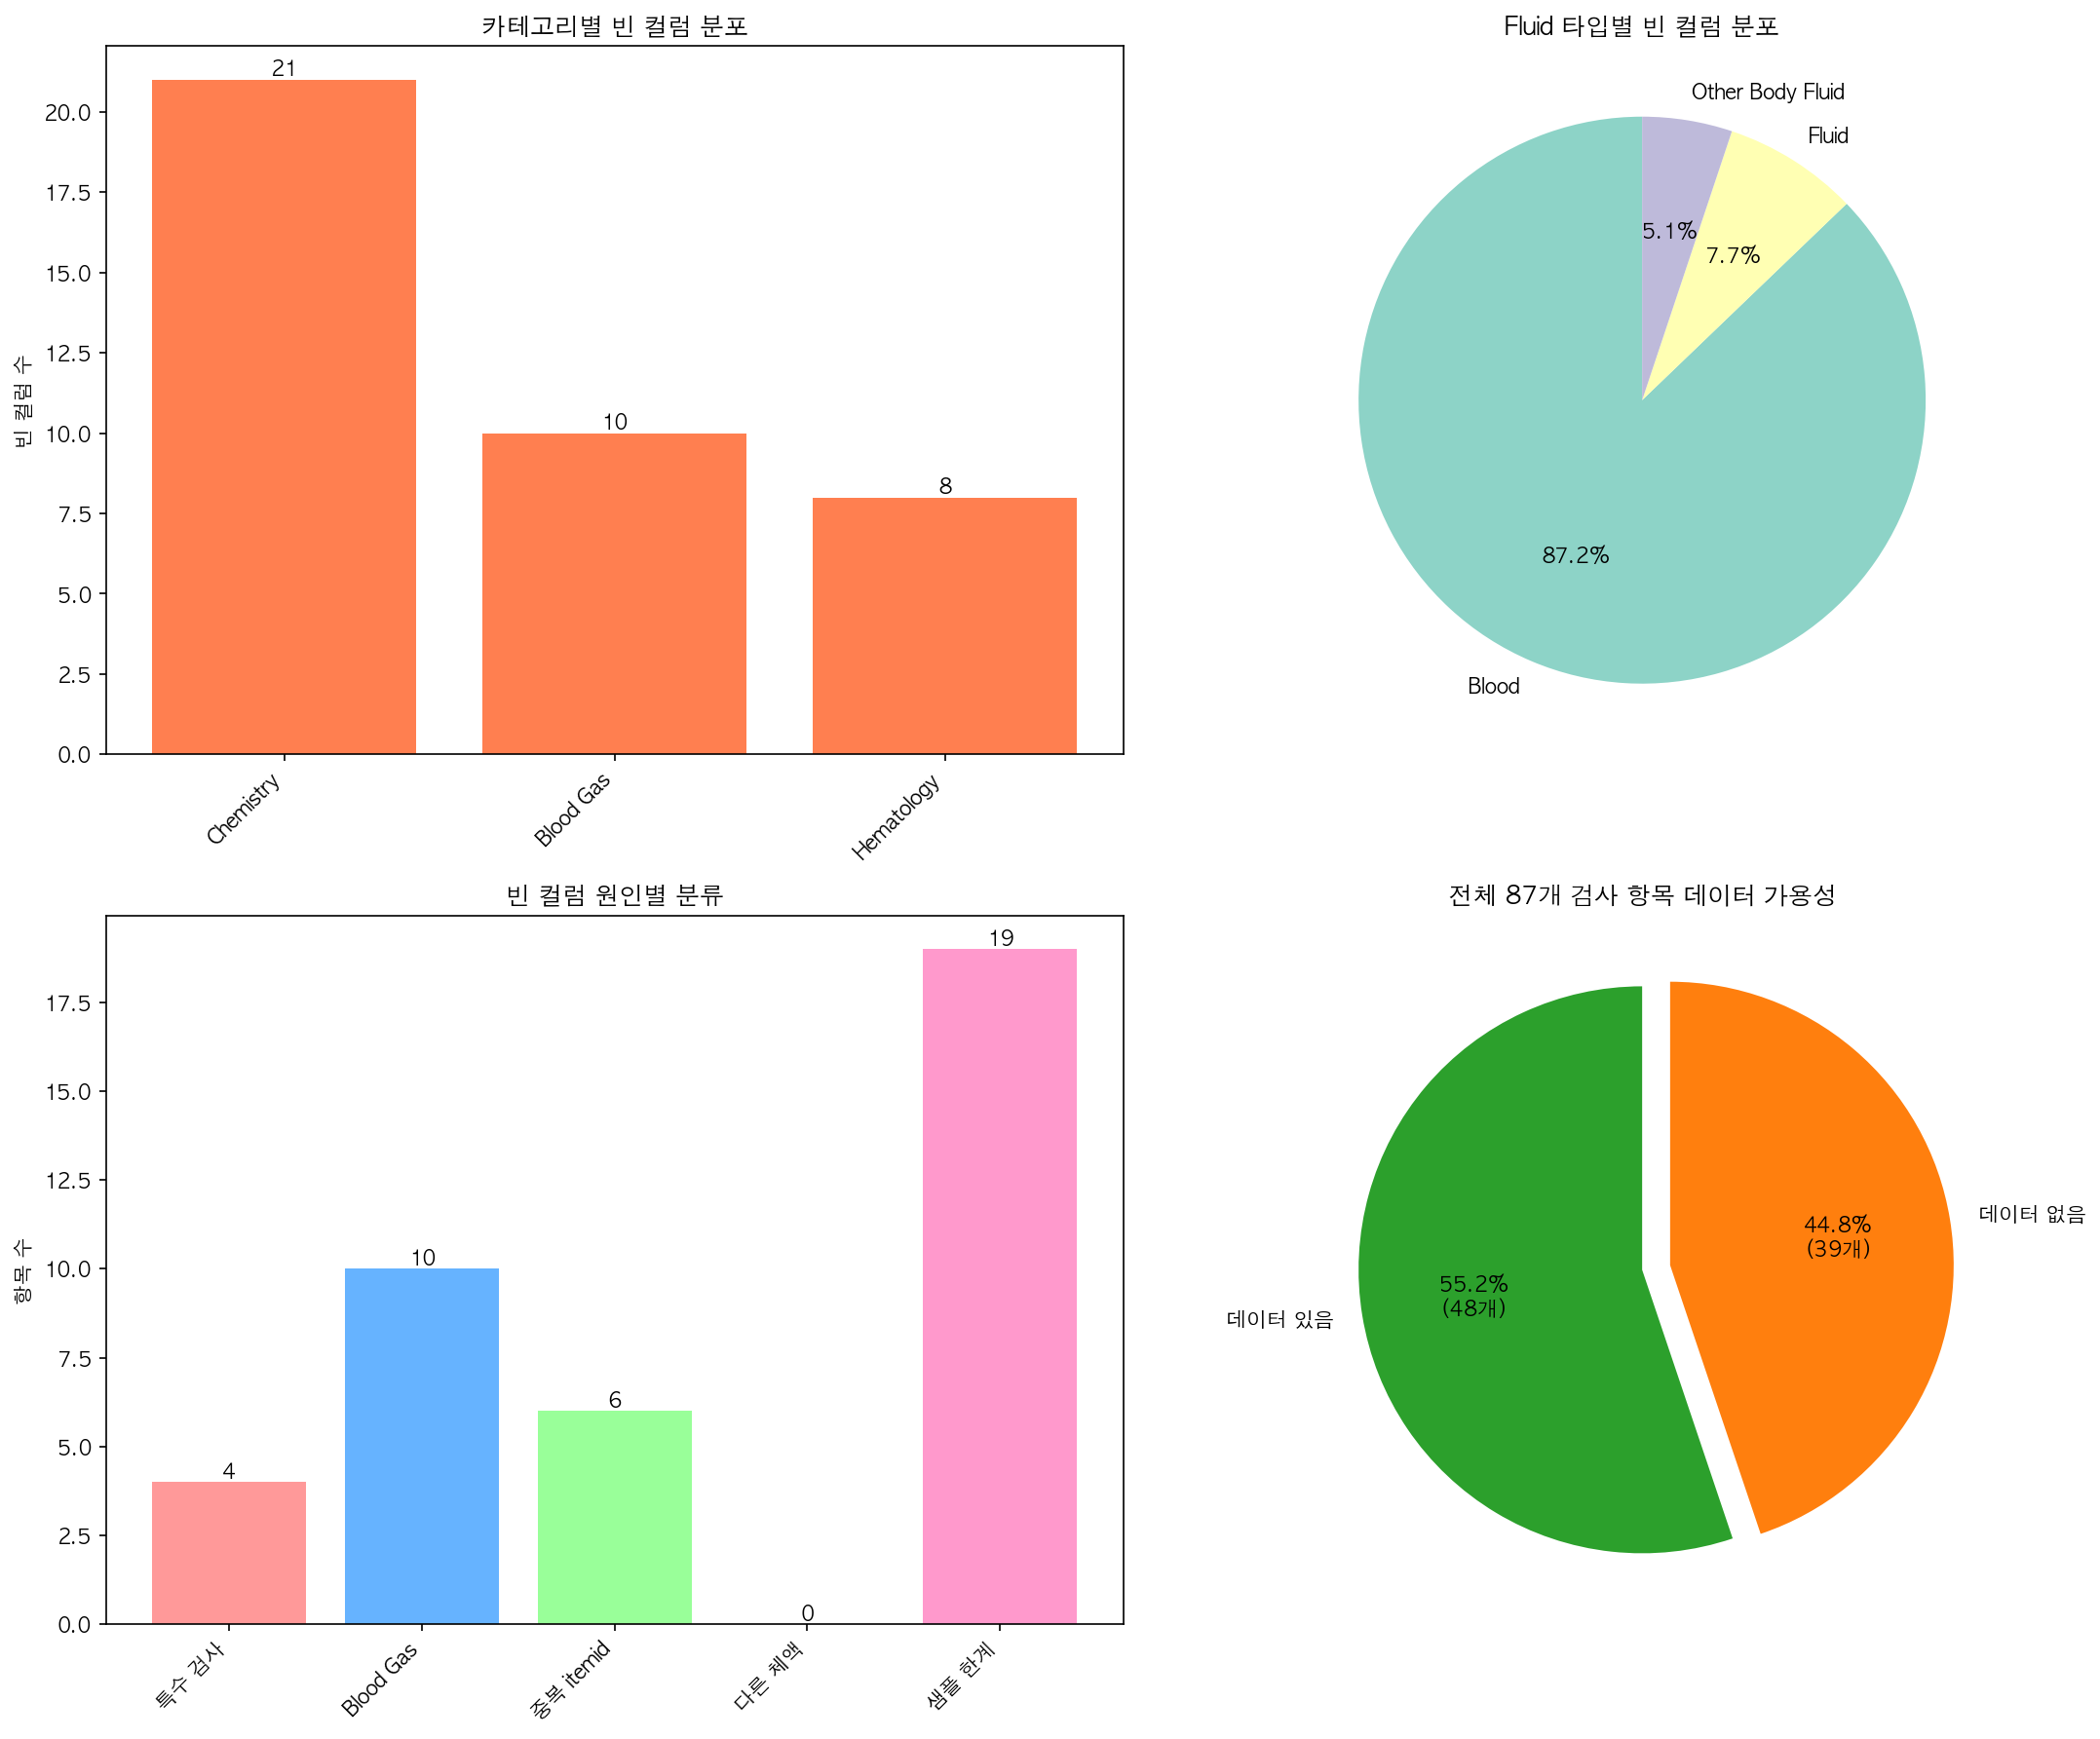 카테고리별 빈 컬럼 분포
빈 컬럼 수
20.0
17.5
15.0
12.5
10.0
7.5
5.0
2.5
0.0
21
10
8
Chemistry
Blood Gas
Hematology
Fluid 타입별 빈 컬럼 분포
Other Body Fluid
Fluid
5.1%
7.7%
87.2%
Blood
빈 컬럼 원인별 분류
항목 수
17.5
15.0
12.5
10.0
7.5
5.0
2.5
0.0
4
10
6
0
19
특수 검사
Blood Gas
중복 itemid
다른 체액
샘플 한계
전체 87개 검사 항목 데이터 가용성
데이터 없음
44.8%
(39개)
55.2%
(48개)
데이터 있음